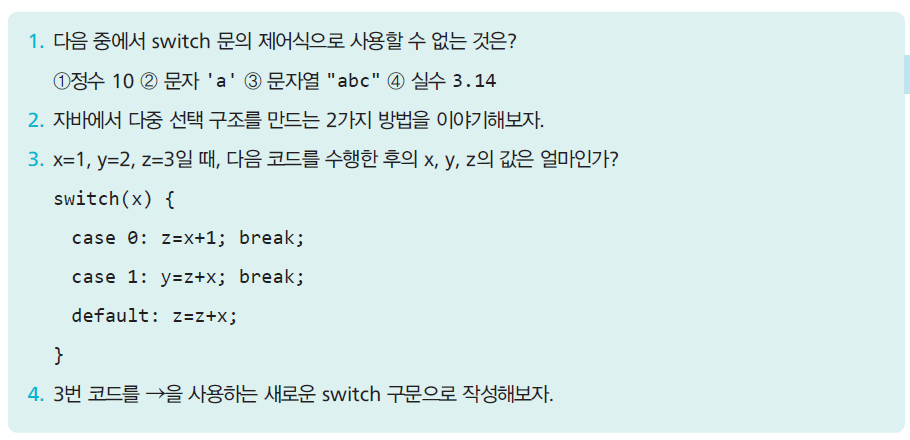 1. 다음 중에서 switch 문의 제어식으로 사용할 수 없는 것은?
①정수 10 ② 문자 'a' ③ 문자열 "abc" ④ 실수 3.14
2. 자바에서 다중 선택 구조를 만드는 2가지 방법을 이야기해보자.
3. x=1, y=2, z=3일 때, 다음 코드를 수행한 후의 x, y, z의 값은 얼마인가?
switch(x) {
case 0: z=x+1; break;
case 1: y=z+x; break;
default: z=z+x;
}
4. 3번 코드를 →을 사용하는 새로운 switch 구문으로 작성해보자.